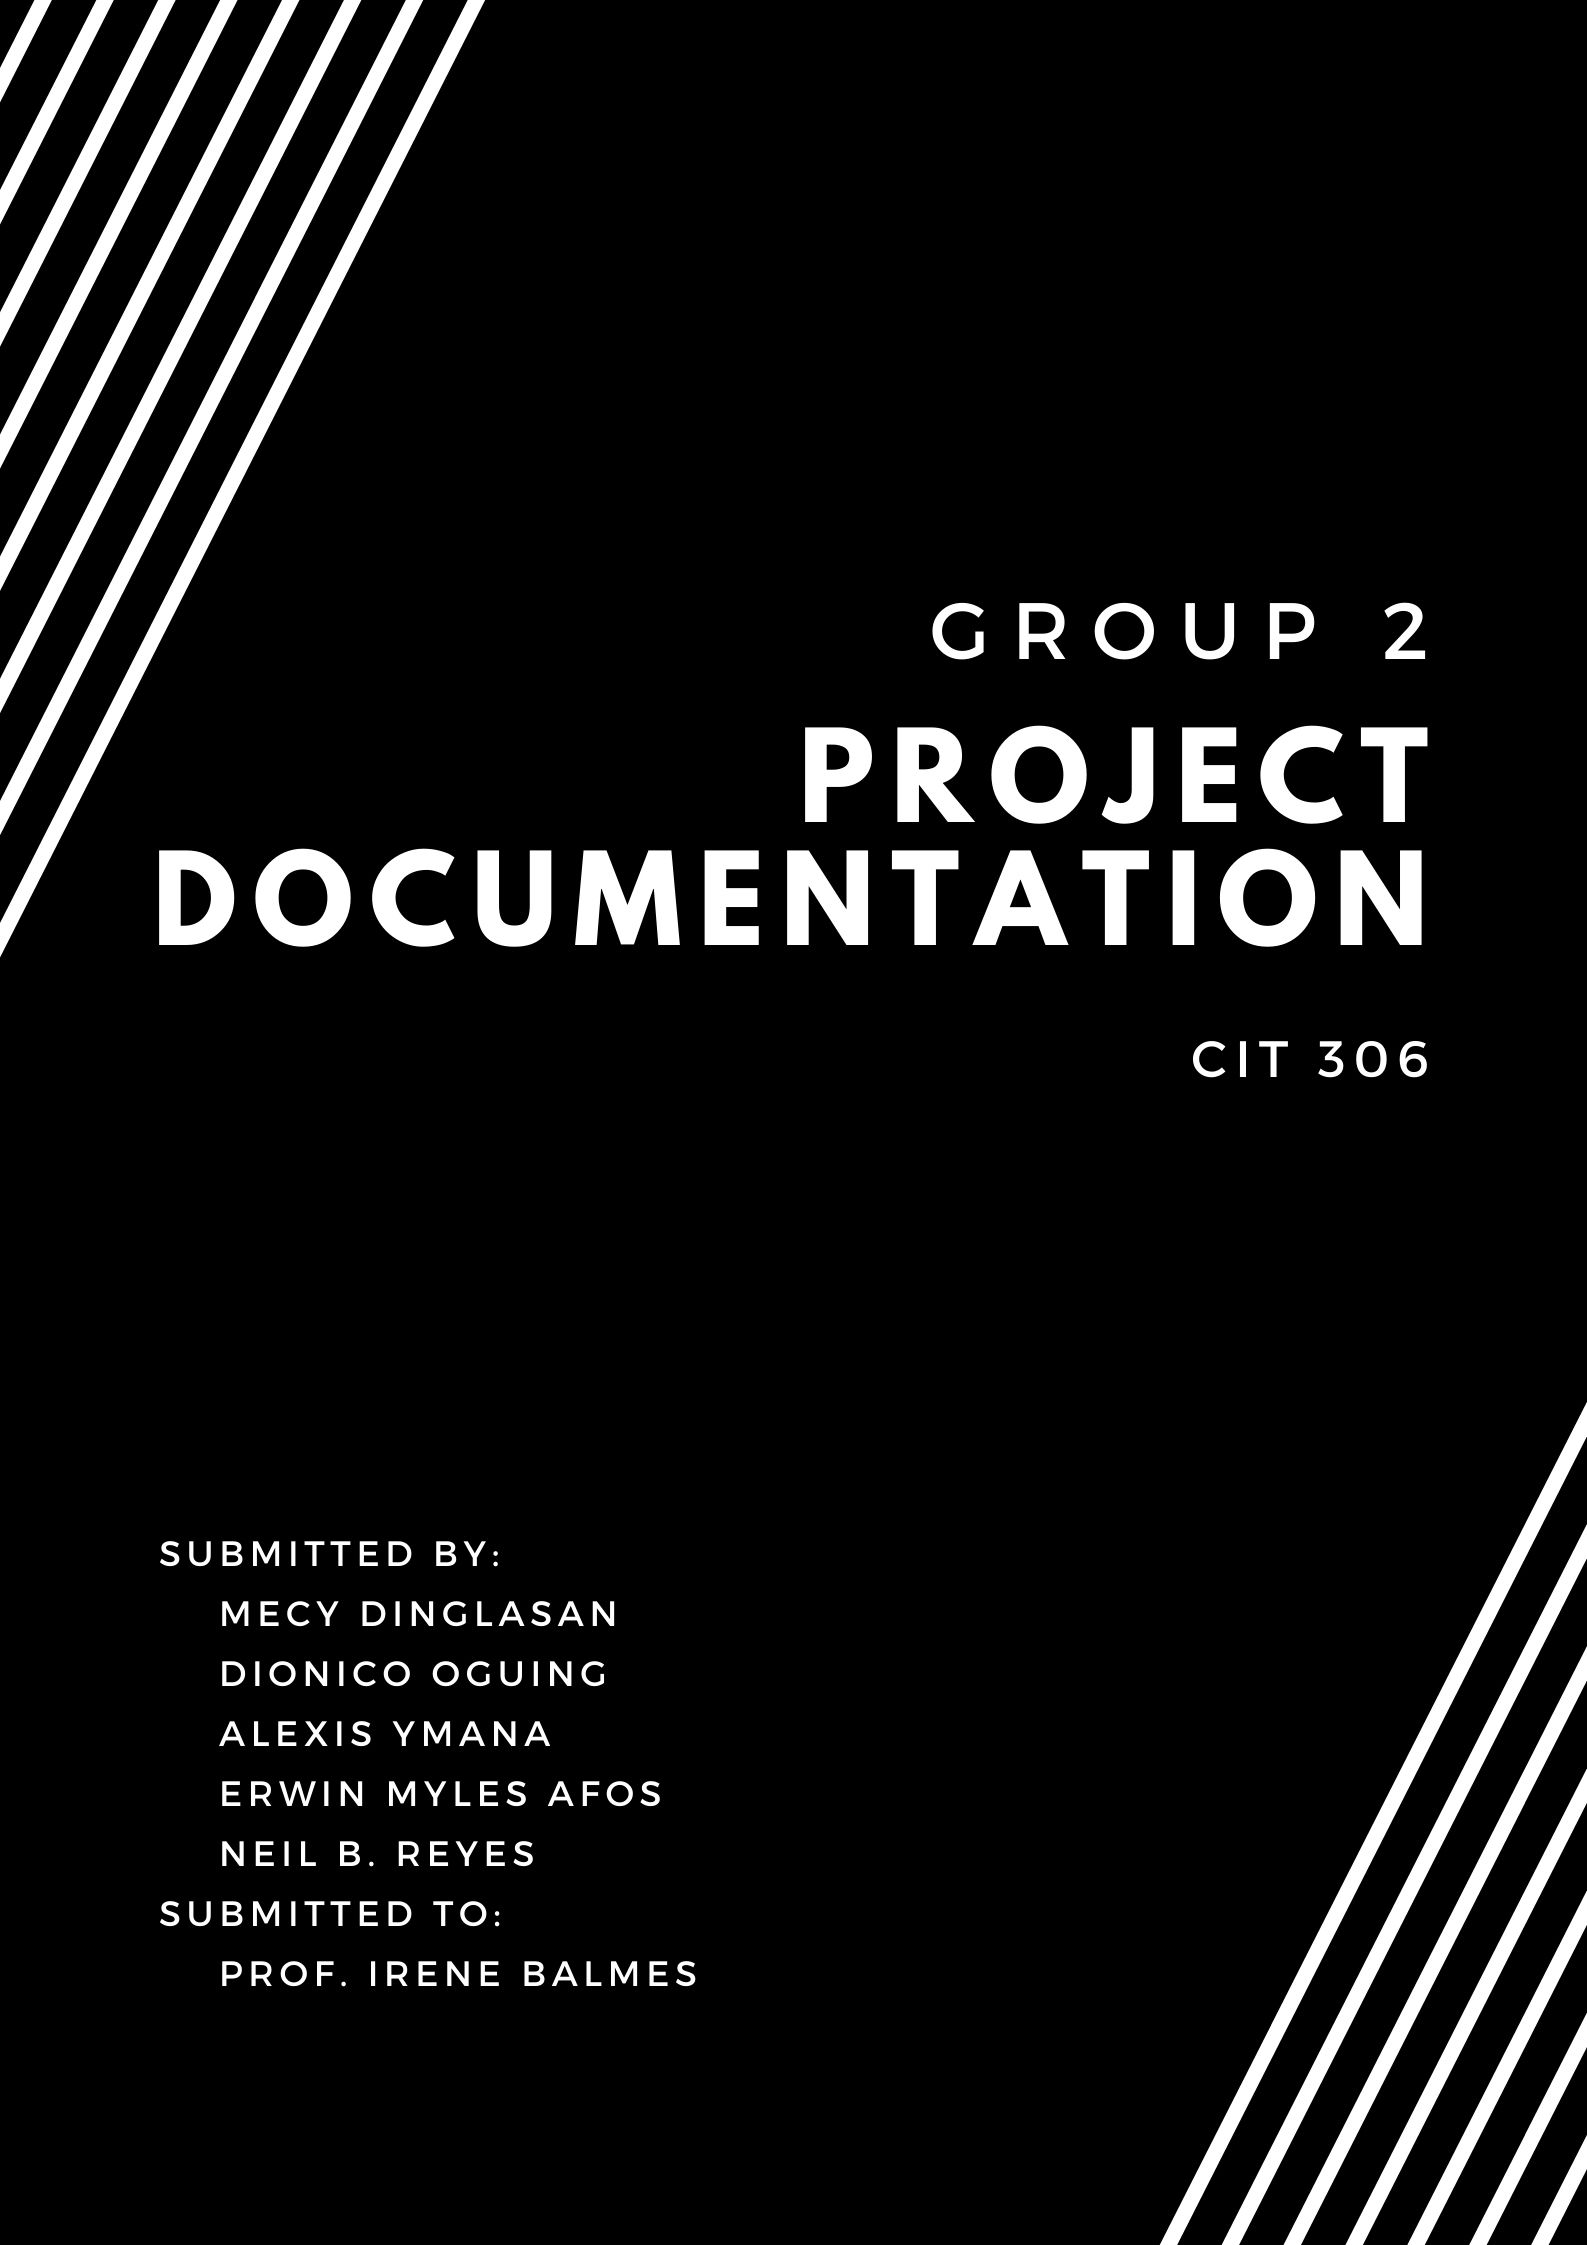 GROUP 2
PROJECT
DOCUMENTATION
CIT 306
SUBMITTED BY:
MECY DINGLASAN
DIONICO OGUING
ALEXIS YMANA
ERWIN MYLES AFOS
NEIL B. REYES
SUBMITTED TO:
PROF. IRENE BALMES